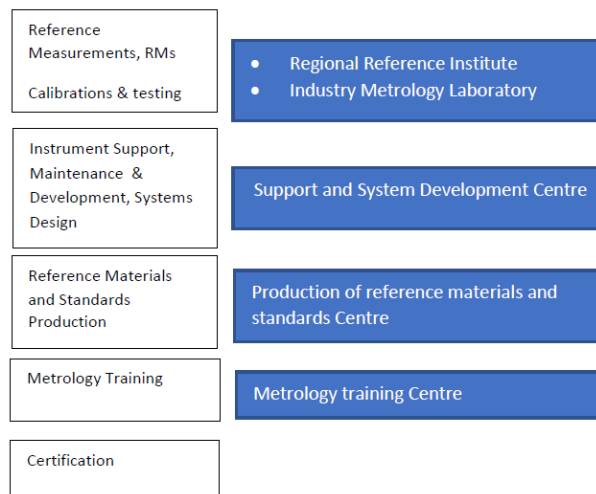 Reference
Measurements, RMs
Calibrations & testing
• Regional Reference Institute
• Industry Metrology Laboratory
Instrument Support,
Maintenance &
Development, Systems
Design
Support and System Development Centre
Reference Materials
and Standards
Production
Production of reference materials and
standards Centre
Metrology Training
Metrology training Centre
Certification